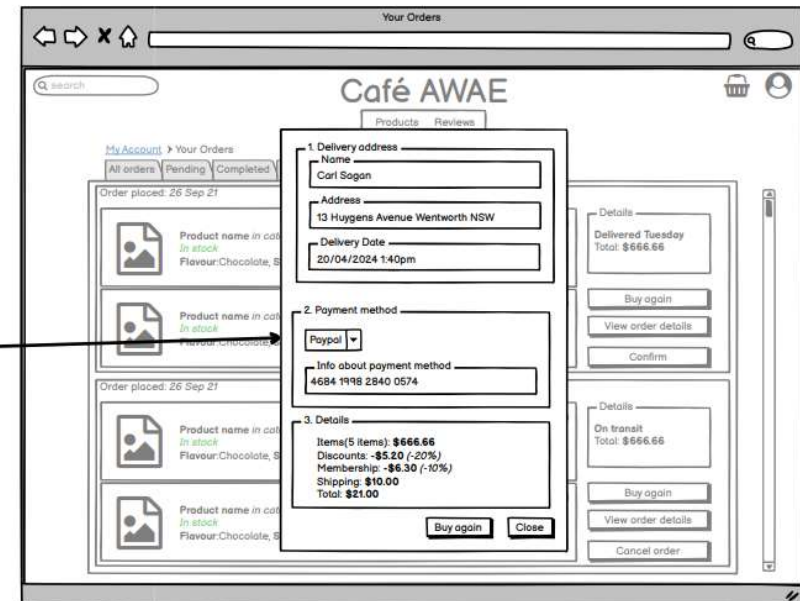 Your Orders
search
Café AWAE
Products Reviews
My Account > Your Orders
All orders Pending Completed
Order placed: 26 Sep 21
Product name in cat
In stock
Flavour:Chocolate, S
Product name in cat
In stock
Flavour:Chocolate, S
Details
Delivered Tuesday
Total: $666.66
Buy again
View order details
Confirm
Order placed: 26 Sep 21
Product name in cat
In stock
Flavour:Chocolate, S
Product name in cat
In stock
Flavour:Chocolate, S
Details
On transit
Total: $666.66
Buy again
View order details
Cancel order
1. Delivery address
Name
Carl Sagan
Address
13 Huygens Avenue Wentworth NSW
Delivery Date
20/04/2024 1:40pm
2. Payment method
Paypal
Info about payment method
4684 1998 2840 0574
3. Details
Items(5 items): $666.66
Discounts: -$5.20 (-20%)
Membership: -$6.30 (-10%)
Shipping: $10.00
Total: $21.00
Buy again Close